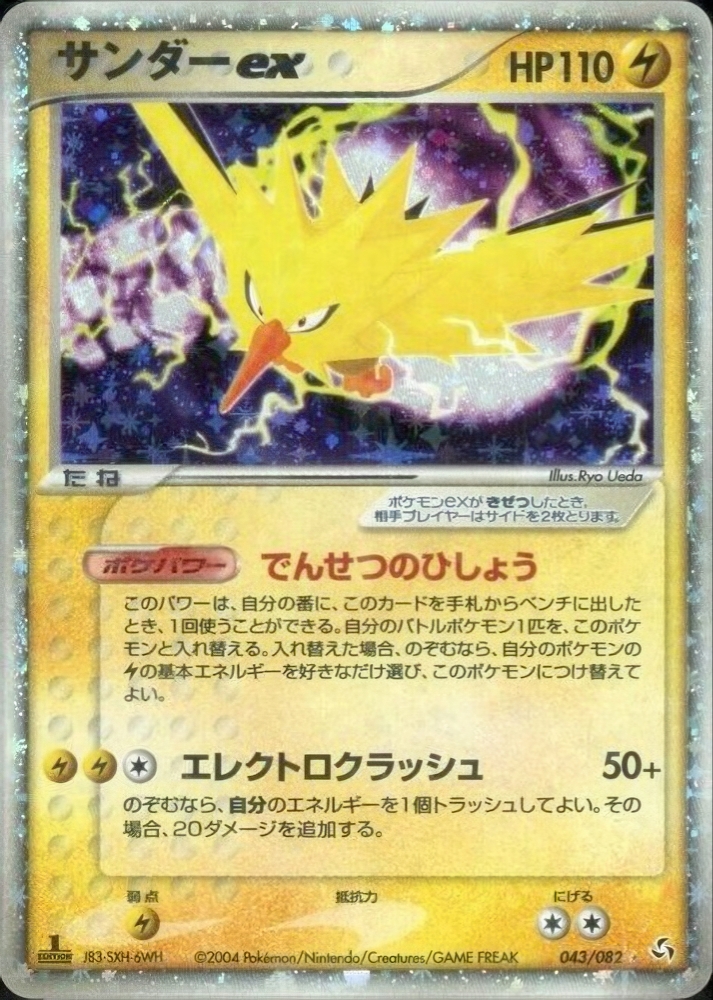 サンダーex HP110
たね Illus.Ryo Ueda
ポケモンexがきぜつしたとき、
相手プレイヤーはサイドを2枚とります。
ポケパワー でんせつのひしょう
このパワーは、自分の番に、このカードを手札からベンチに出した
とき、1回使うことができる。自分のバトルポケモン1匹を、このポケ
モンと入れ替える。入れ替えた場合、のぞむなら、自分のポケモンの
の基本エネルギーを好きなだけ選び、このポケモンにつけ替えて
よい。
エレクトロクラッシュ 50+
のぞむなら、自分のエネルギーを1個トラッシュしてよい。その
場合、20ダメージを追加する。
弱点 抵抗力 にげる
1 EDITION J83-SXH-6WH ©2004 Pokémon/Nintendo/Creatures/GAME FREAK 043/082